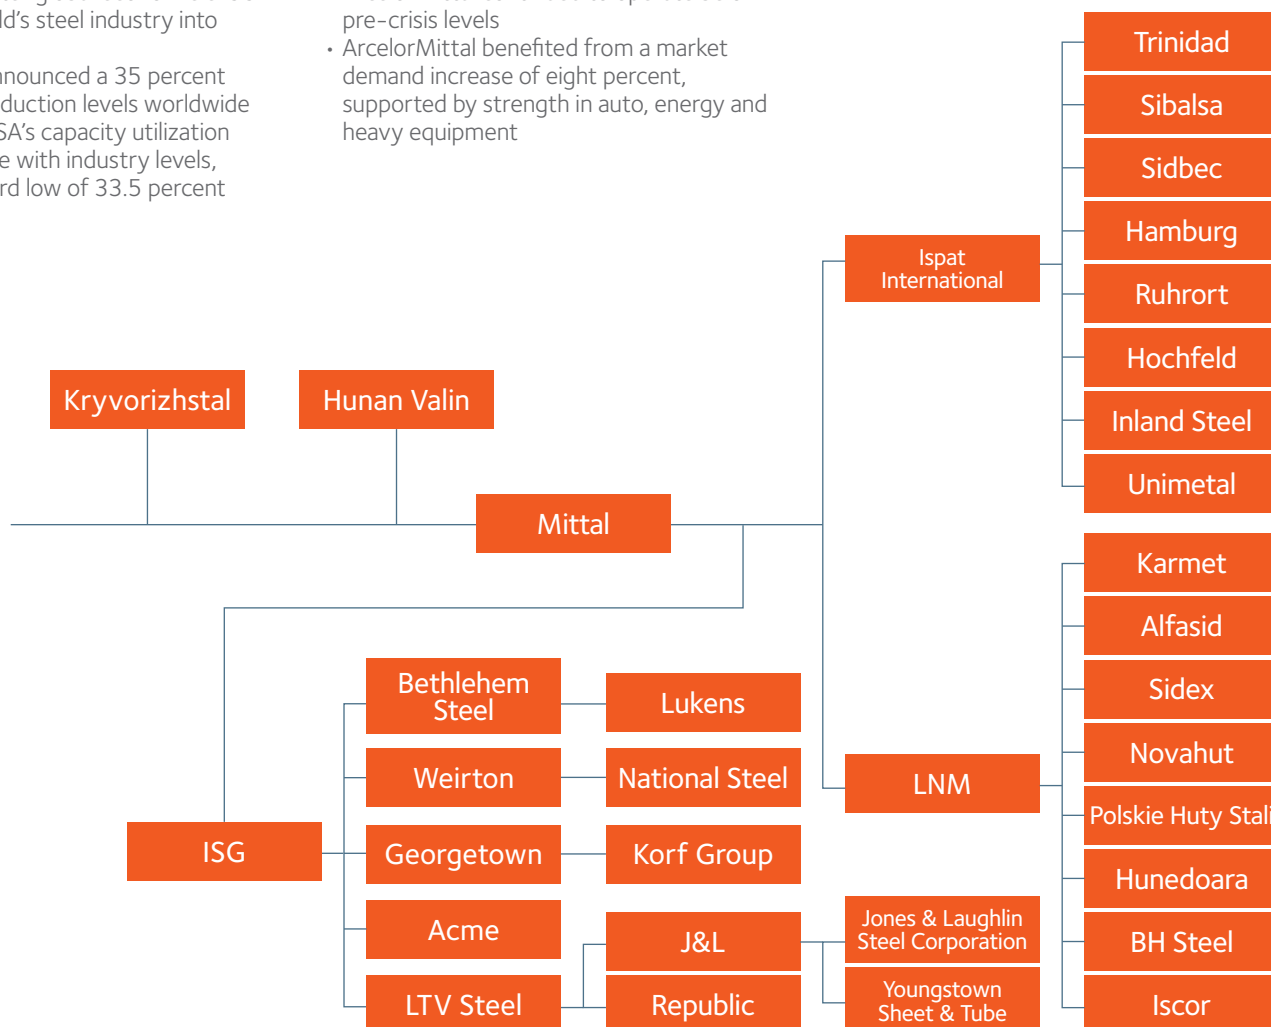 ld's steel industry into
nnounced a 35 percent
duction levels worldwide
SA's capacity utilization
e with industry levels,
rd low of 33.5 percent
pre-crisis levels
• ArcelorMittal benefited from a market
demand increase of eight percent,
supported by strength in auto, energy and
heavy equipment
Kryvorizhstal
Hunan Valin
Mittal
Ispat
International
Trinidad
Sibalsa
Sidbec
Hamburg
Ruhrort
Hochfeld
Inland Steel
Unimetal
LNM
Karmet
Alfasid
Sidex
Novahut
Polskie Huty Stali
Hunedoara
BH Steel
Iscor
ISG
Bethlehem
Steel
Lukens
Weirton
National Steel
Georgetown
Korf Group
Acme
LTV Steel
J&L
Republic
Jones & Laughlin
Steel Corporation
Youngstown
Sheet & Tube